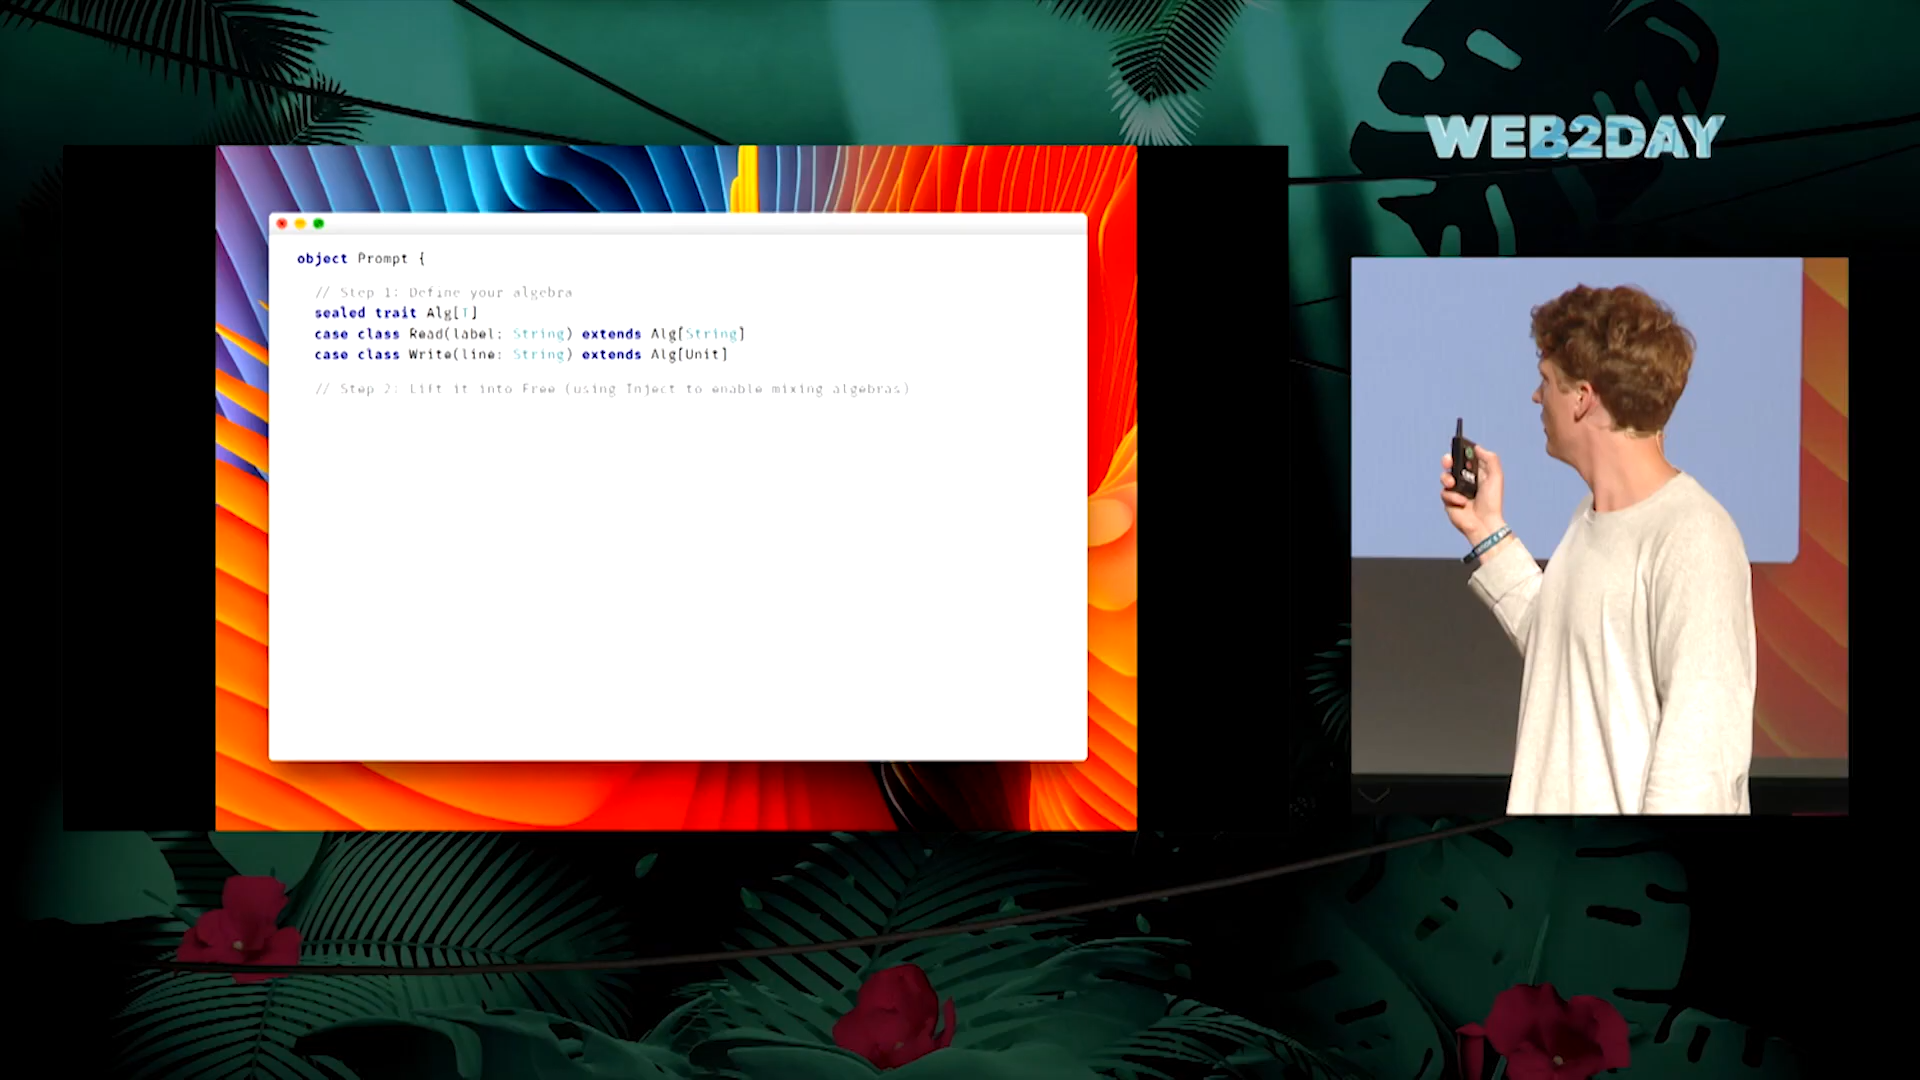 WEB2DAY
object Prompt {
// Step 1: Define your algebra
sealed trait Alg[T]
case class Read(label: String) extends Alg[String]
case class Write(line: String) extends Alg[Unit]
// Step 2: Lift it into Free (using Inject to enable mixing algebras)